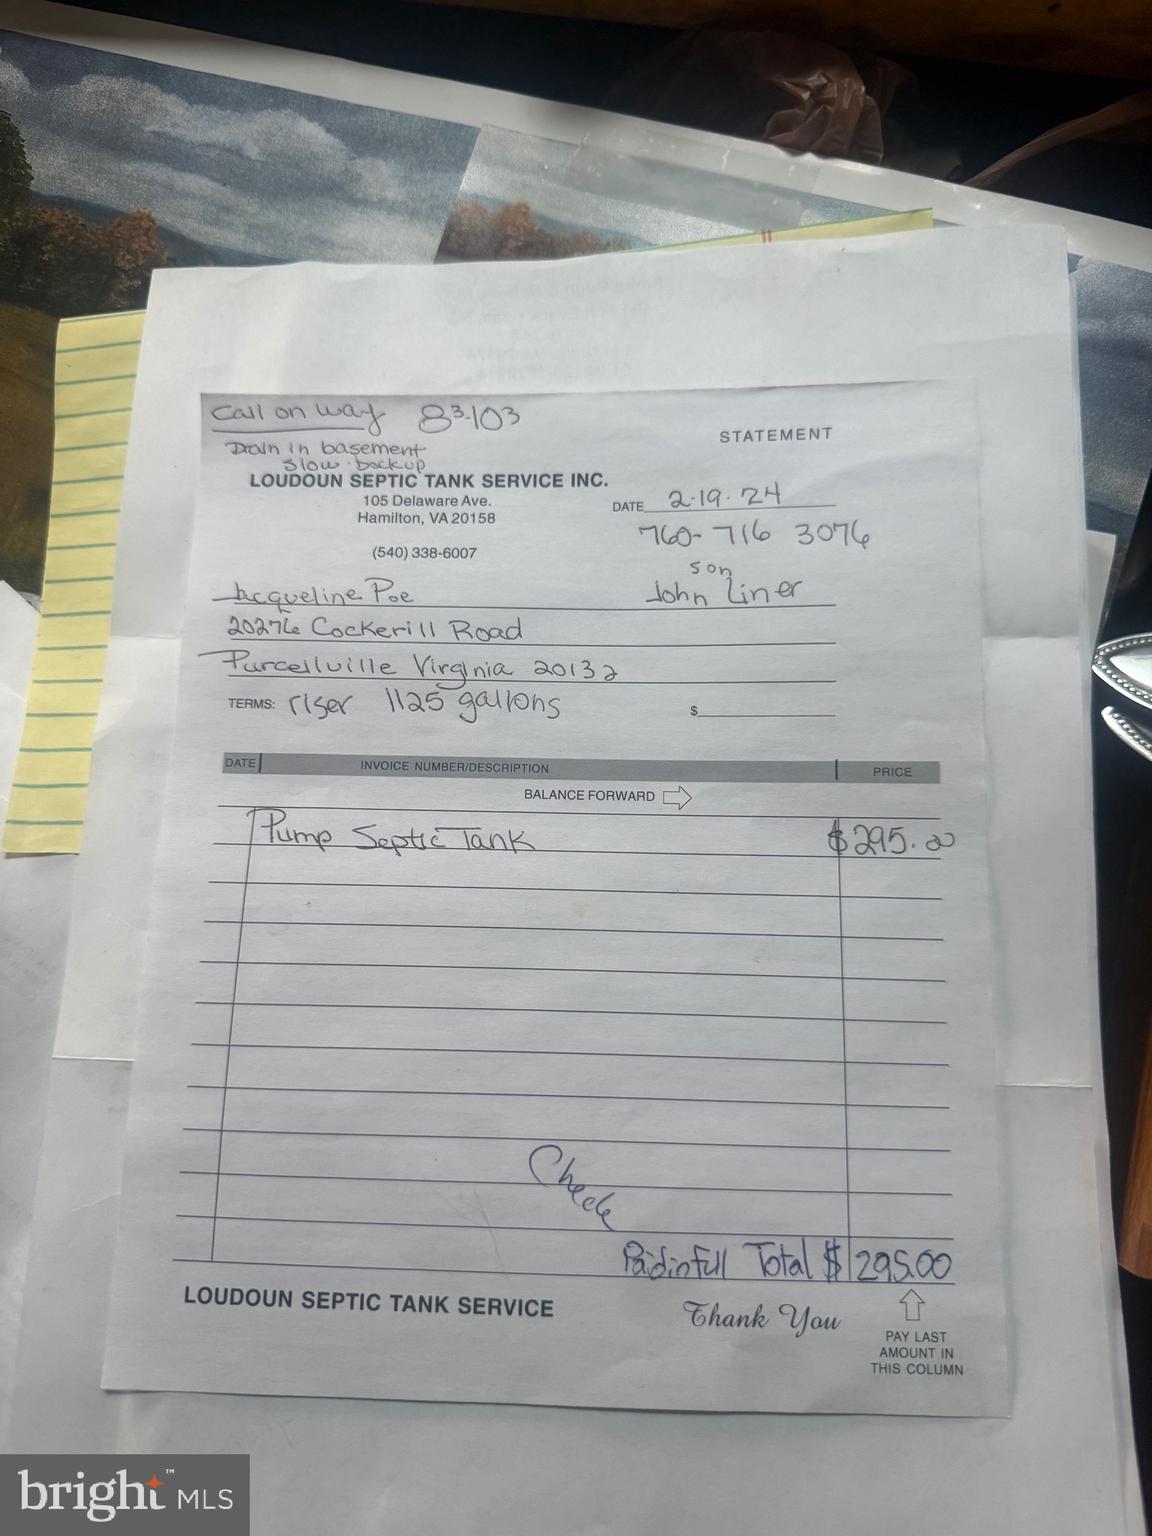 Call on way 8³-10³
Drain in basement
slow backup
STATEMENT
LOUDOUN SEPTIC TANK SERVICE INC.
105 Delaware Ave.
Hamilton, VA 20158
(540) 338-6007
DATE 2-19-24
760-716 3076
son
Jacqueline Poe John Liner
20276 Cockerill Road
Purcellville Virginia 20132
TERMS: riser 1125 gallons $
DATE INVOICE NUMBER/DESCRIPTION PRICE
BALANCE FORWARD
Pump Septic Tank $295.00
Check
Paid in full Total $ 295.00
LOUDOUN SEPTIC TANK SERVICE
Thank You
PAY LAST
AMOUNT IN
THIS COLUMN
bright™ MLS